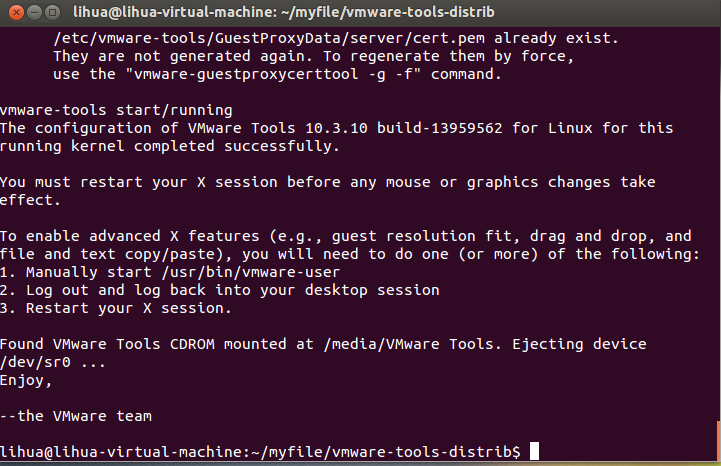 lihua@lihua-virtual-machine: ~/myfile/vmware-tools-distrib
/etc/vmware-tools/GuestProxyData/server/cert.pem already exist.
They are not generated again. To regenerate them by force,
use the "vmware-guestproxycerttool -g -f" command.
vmware-tools start/running
The configuration of VMware Tools 10.3.10 build-13959562 for Linux for this
running kernel completed successfully.
You must restart your X session before any mouse or graphics changes take
effect.
To enable advanced X features (e.g., guest resolution fit, drag and drop, and
file and text copy/paste), you will need to do one (or more) of the following:
1. Manually start /usr/bin/vmware-user
2. Log out and log back into your desktop session
3. Restart your X session.
Found VMware Tools CDROM mounted at /media/VMware Tools. Ejecting device
/dev/sr0 ...
Enjoy,
--the VMware team
lihua@lihua-virtual-machine:~/myfile/vmware-tools-distrib$